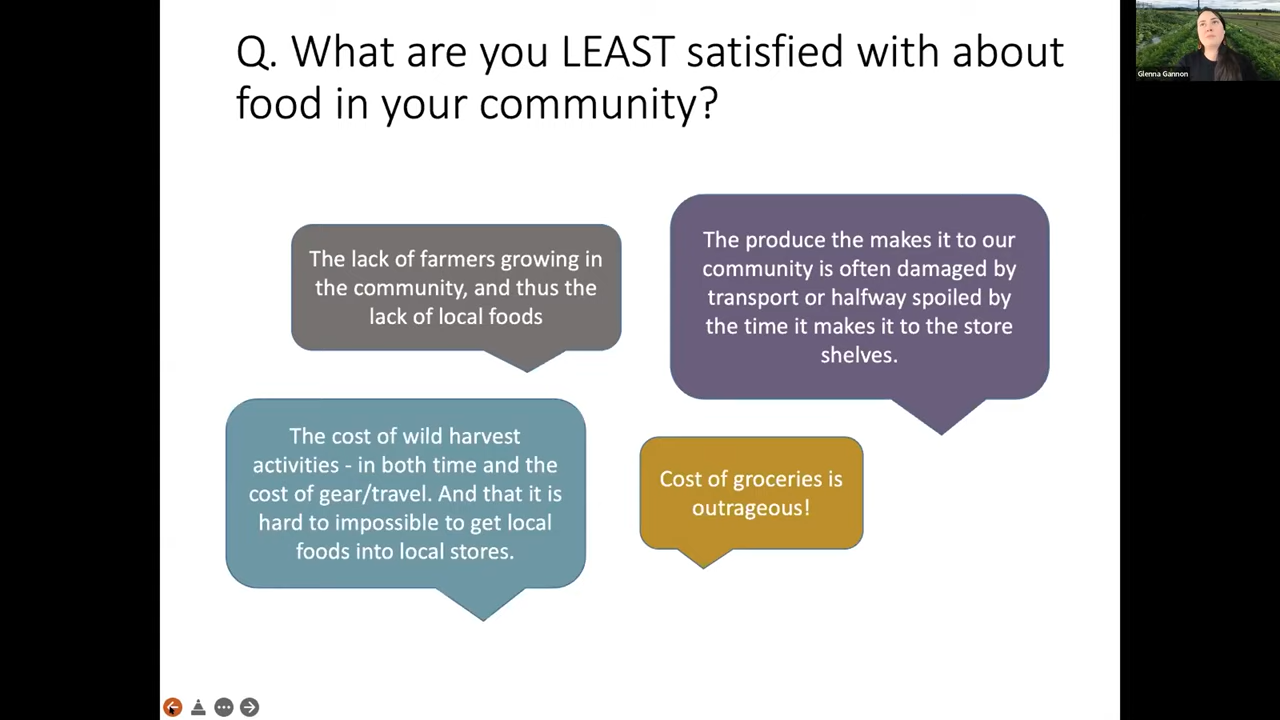 Q. What are you LEAST satisfied with about
food in your community?
Glenna Gannon
The lack of farmers growing in
the community, and thus the
lack of local foods
The produce the makes it to our
community is often damaged by
transport or halfway spoiled by
the time it makes it to the store
shelves.
The cost of wild harvest
activities - in both time and the
cost of gear/travel. And that it is
hard to impossible to get local
foods into local stores.
Cost of groceries is
outrageous!